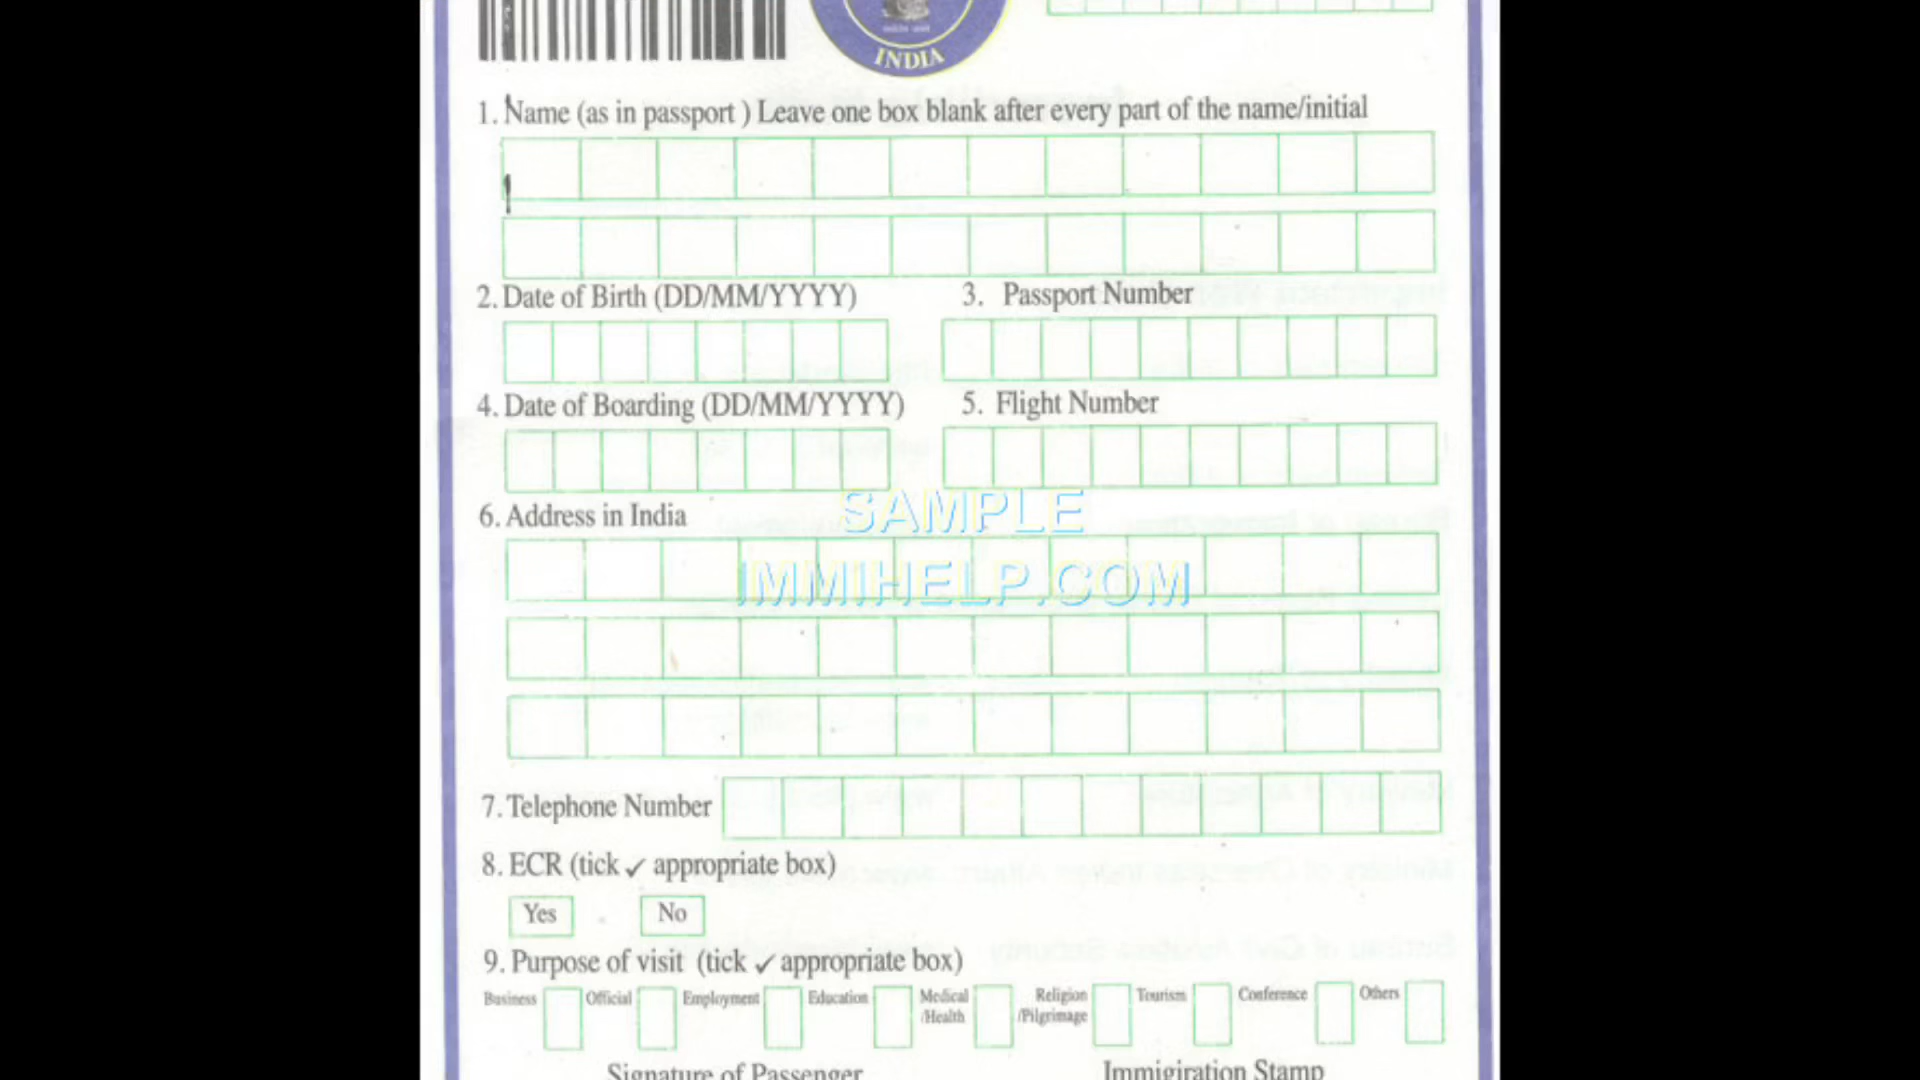 INDIA
1. Name (as in passport ) Leave one box blank after every part of the name/initial
2. Date of Birth (DD/MM/YYYY)
3. Passport Number
4. Date of Boarding (DD/MM/YYYY)
5. Flight Number
SAMPLE
6. Address in India
IMMIHELP.COM
7. Telephone Number
8. ECR (tick ✓ appropriate box)
Yes No
9. Purpose of visit (tick ✓ appropriate box)
Business Official Employment Education Medical /Health Religion /Pilgrimage Tourism Conference Others
Signature of Passenger
Immigiration Stamp